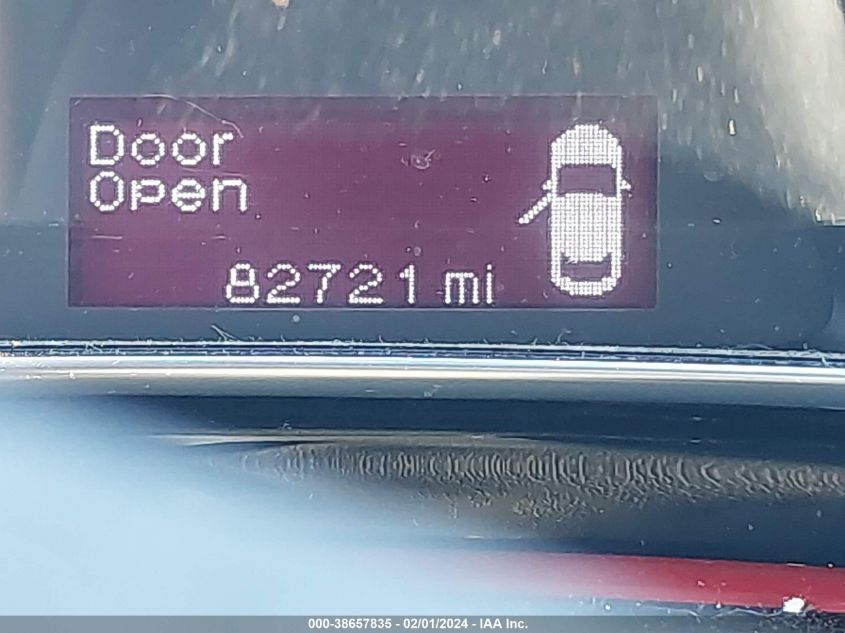 Door
Open
82721 mi
000-38657835 - 02/01/2024 - IAA Inc.